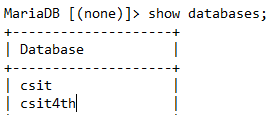 MariaDB [(none)]> show databases;
+--------------------+
| Database           |
+--------------------+
| csit               |
| csit4th            |